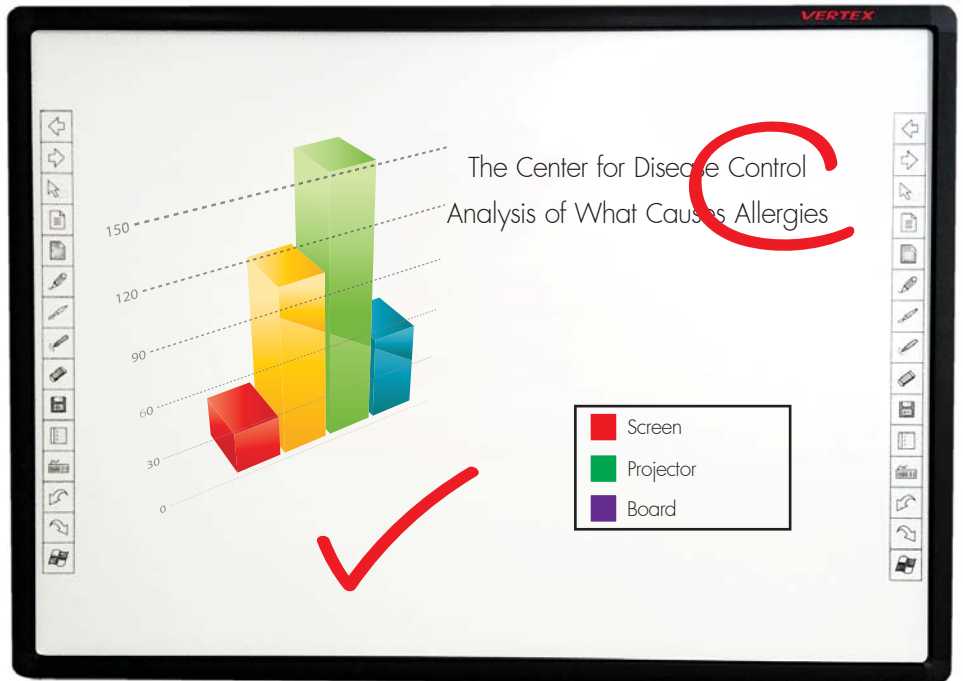 VERTEX
The Center for Disease Control
Analysis of What Causes Allergies
150
120
90
60
30
0
Screen
Projector
Board